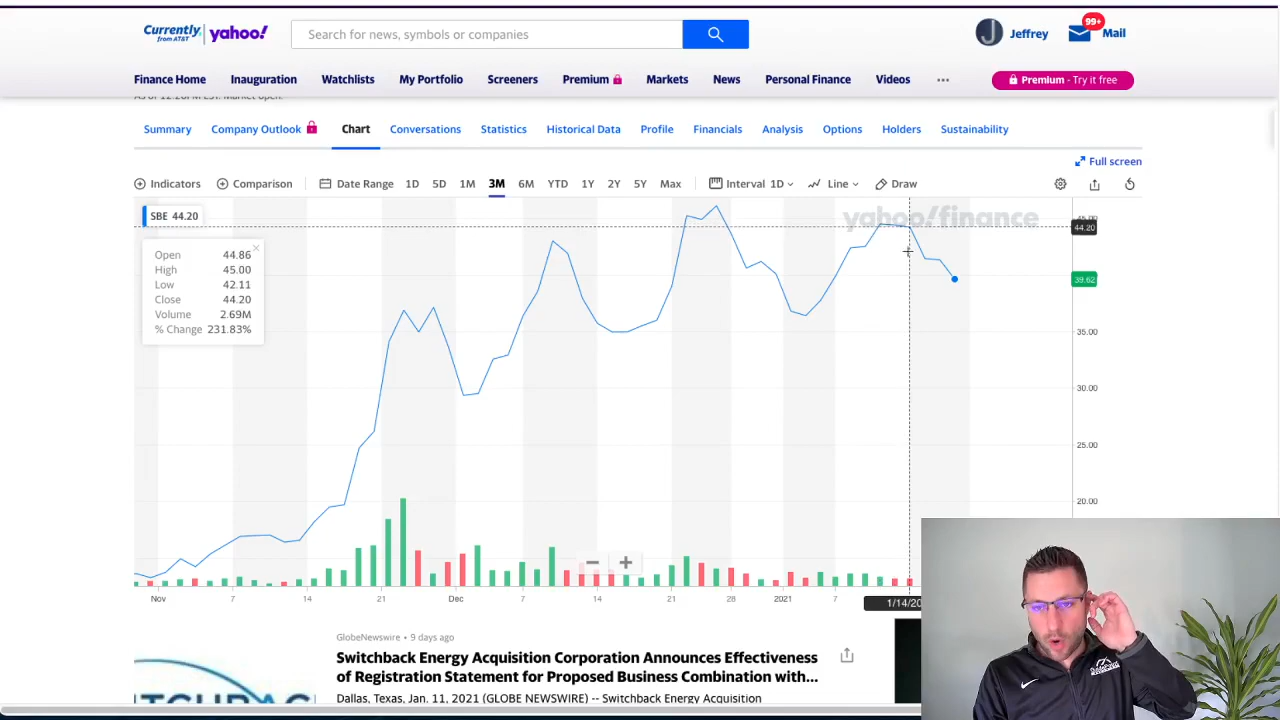 Currently, from AT&T yahoo! Search for news, symbols or companies Jeffrey 99+ Mail
Finance Home Inauguration Watchlists My Portfolio Screeners Premium Markets News Personal Finance Videos ... Premium - Try it free
Summary Company Outlook Chart Conversations Statistics Historical Data Profile Financials Analysis Options Holders Sustainability
Full screen
Indicators Comparison Date Range 1D 5D 1M 3M 6M YTD 1Y 2Y 5Y Max Interval 1D Line Draw
SBE 44.20
yahoo!finance
45.00
44.20
Open 44.86
High 45.00
Low 42.11
Close 44.20
Volume 2.69M
% Change 231.83%
39.62
35.00
30.00
25.00
20.00
Nov 7 14 21 Dec 7 14 21 28 2021 7 1/14/20
GlobeNewswire • 9 days ago
Switchback Energy Acquisition Corporation Announces Effectiveness
of Registration Statement for Proposed Business Combination with...
Dallas, Texas, Jan. 11, 2021 (GLOBE NEWSWIRE) -- Switchback Energy Acquisition